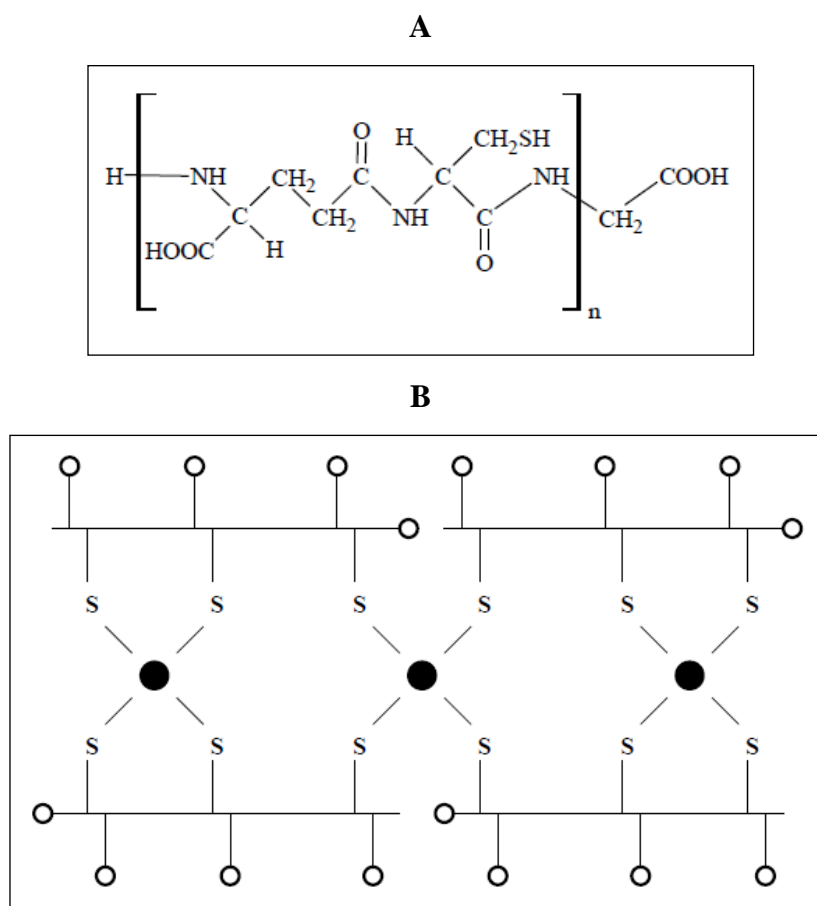 A
O
H CH₂SH
H NH CH₂ C C NH COOH
C CH₂ NH C CH₂
HOOC H O
n
B
S S S S S S
S S S S S S